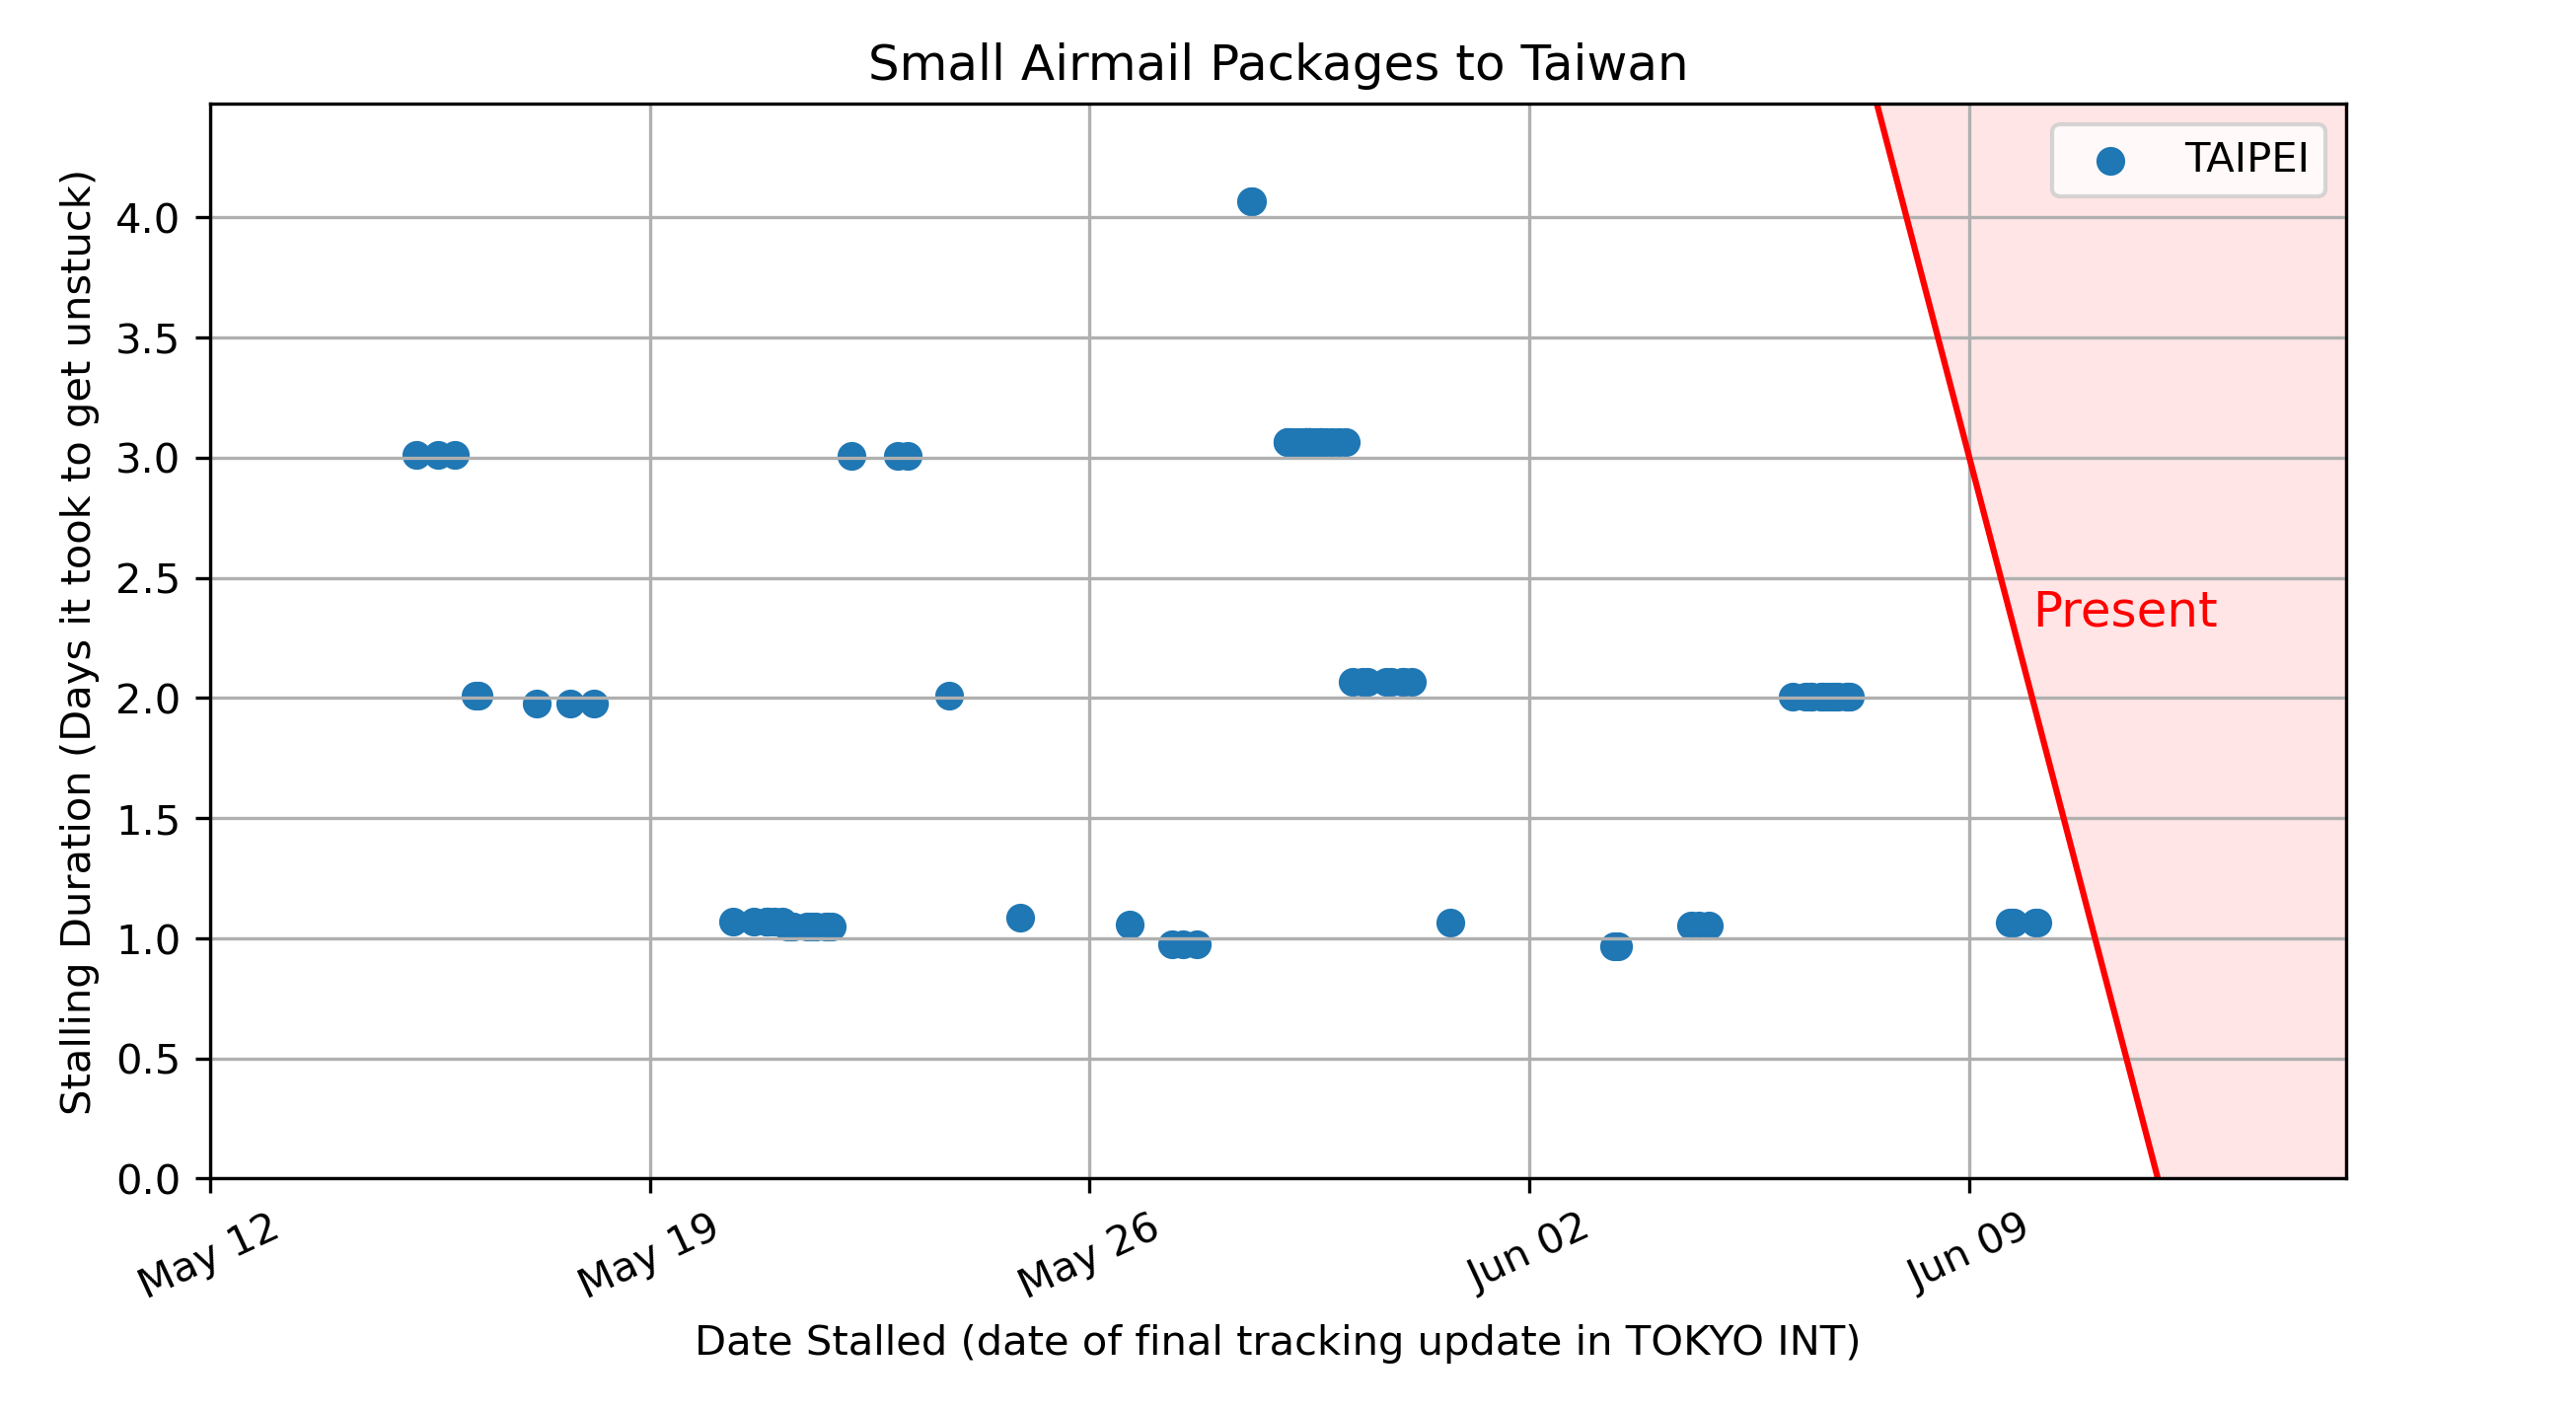 Small Airmail Packages to Taiwan
TAIPEI
Stalling Duration (Days it took to get unstuck)
4.0
3.5
3.0
2.5
2.0
1.5
1.0
0.5
0.0
Present
May 12
May 19
May 26
Jun 02
Jun 09
Date Stalled (date of final tracking update in TOKYO INT)